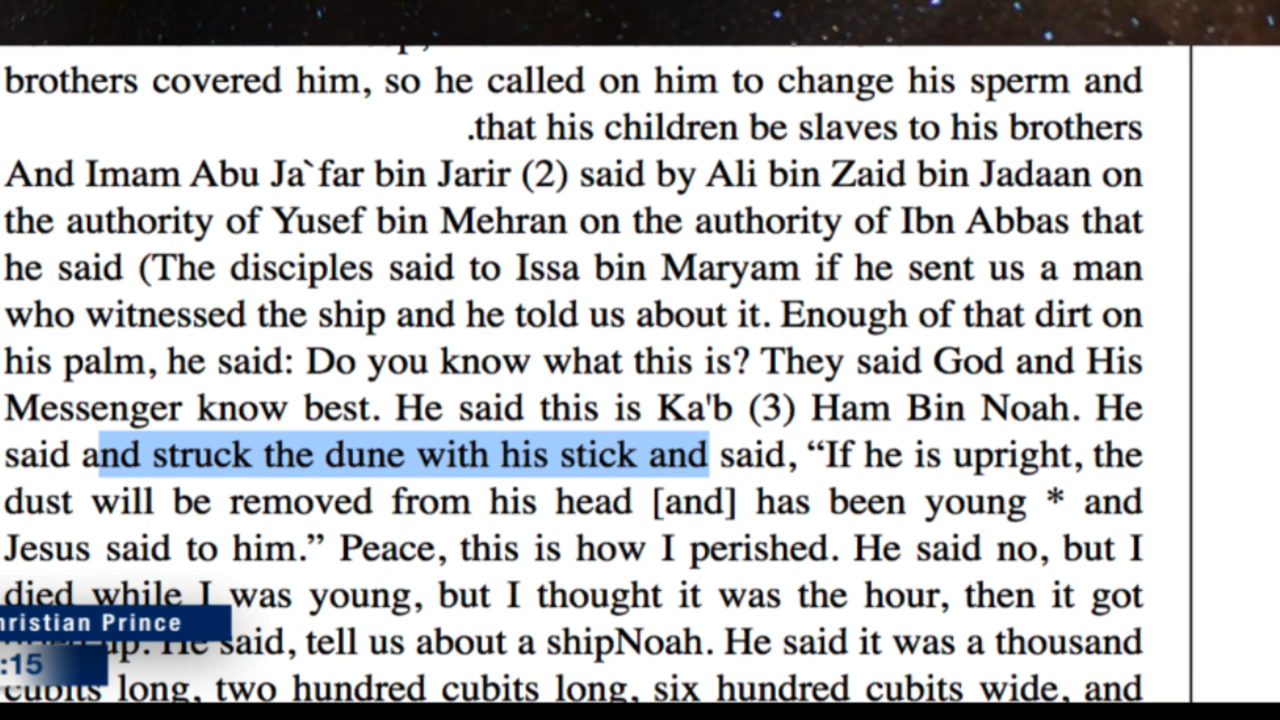 brothers covered him, so he called on him to change his sperm and
.that his children be slaves to his brothers
And Imam Abu Ja`far bin Jarir (2) said by Ali bin Zaid bin Jadaan on
the authority of Yusef bin Mehran on the authority of Ibn Abbas that
he said (The disciples said to Issa bin Maryam if he sent us a man
who witnessed the ship and he told us about it. Enough of that dirt on
his palm, he said: Do you know what this is? They said God and His
Messenger know best. He said this is Ka'b (3) Ham Bin Noah. He
said and struck the dune with his stick and said, “If he is upright, the
dust will be removed from his head [and] has been young * and
Jesus said to him.” Peace, this is how I perished. He said no, but I
died while I was young, but I thought it was the hour, then it got
hristian Prince
up. He said, tell us about a shipNoah. He said it was a thousand
:15
cubits long, two hundred cubits long, six hundred cubits wide, and